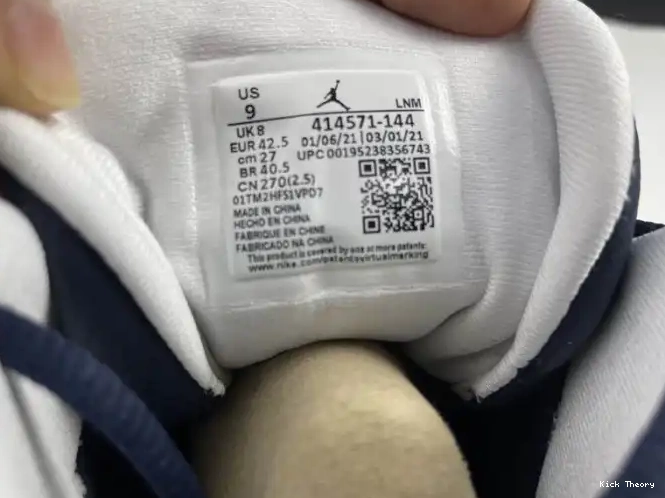 US
9
LNM
UK 8
414571-144
EUR 42.5
01/06/21 | 03/01/21
cm 27
UPC 00195238356743
BR 40.5
CN 270(2.5)
01TM2HFS1VPD7
MADE IN CHINA
HECHO EN CHINA
FABRIQUE EN CHINE
FABRICADO NA CHINA
This product is covered by one or more patents:
www.nike.com/patentsvirtualmarking
Kick Theory